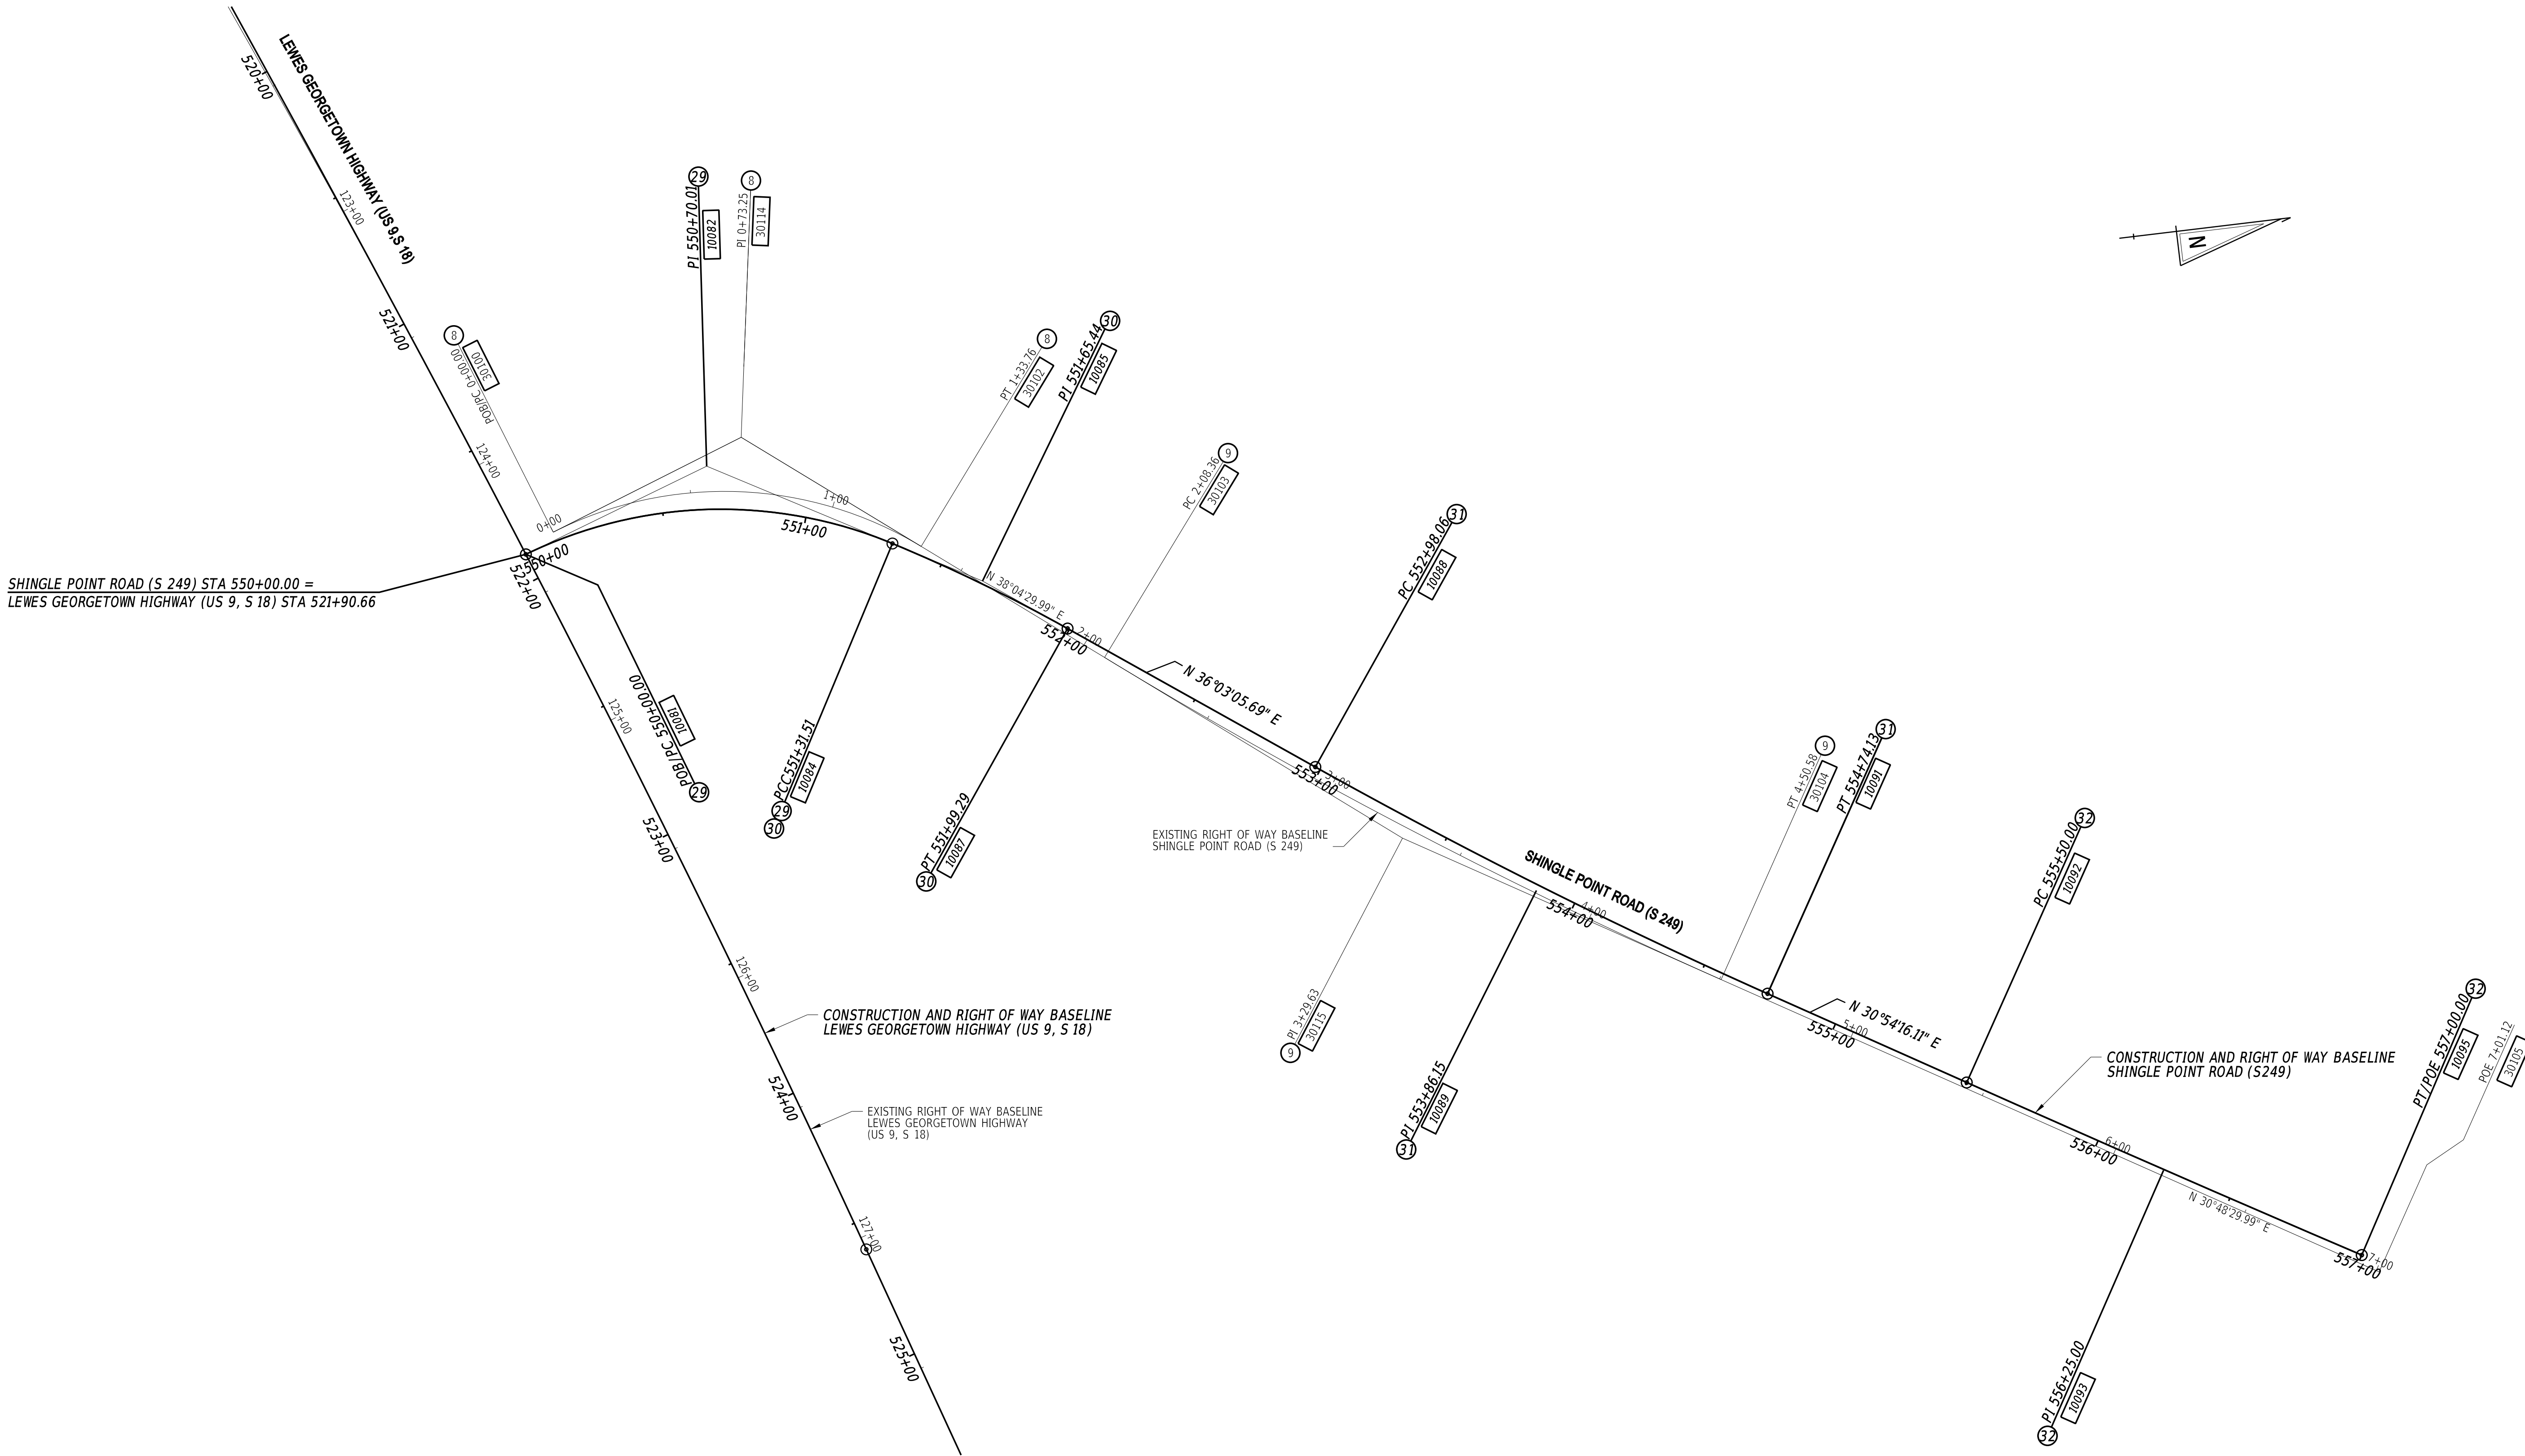 520+00
LEWES GEORGETOWN HIGHWAY (US 9,S 18)
123+00
521+00
8
POB/PC 0+00.00
30100
124+00
29
PI 550+70.01
10082
8
PI 0+73.25
30114
N
8
PT 1+33.76
30102
30
PI 551+65.44
10085
9
PC 2+08.36
30103
0+00
1+00
550+00
551+00
522+00
SHINGLE POINT ROAD (S 249) STA 550+00.00 =
LEWES GEORGETOWN HIGHWAY (US 9, S 18) STA 521+90.66
N 38°04'29.99" E
2+00
552+00
31
PC 552+98.06
10088
N 36°03'05.69" E
125+00
POB/PC 550+00.00
10081
29
PCC551+31.51
10084
29
30
PT 551+99.29
10087
30
3+00
553+00
EXISTING RIGHT OF WAY BASELINE
SHINGLE POINT ROAD (S 249)
523+00
9
PT 4+50.58
30104
31
PT 554+74.13
10091
SHINGLE POINT ROAD (S 249)
4+00
554+00
32
PC 555+50.00
10092
126+00
CONSTRUCTION AND RIGHT OF WAY BASELINE
LEWES GEORGETOWN HIGHWAY (US 9, S 18)
PI 3+29.63
30115
9
N 30°54'16.11" E
5+00
555+00
32
PT/POE 557+00.00
10095
POE 7+01.12
30105
CONSTRUCTION AND RIGHT OF WAY BASELINE
SHINGLE POINT ROAD (S249)
524+00
EXISTING RIGHT OF WAY BASELINE
LEWES GEORGETOWN HIGHWAY
(US 9, S 18)
PI 553+86.15
10089
31
6+00
556+00
N 30°48'29.99" E
127+00
7+00
557+00
525+00
PI 556+25.00
10093
32